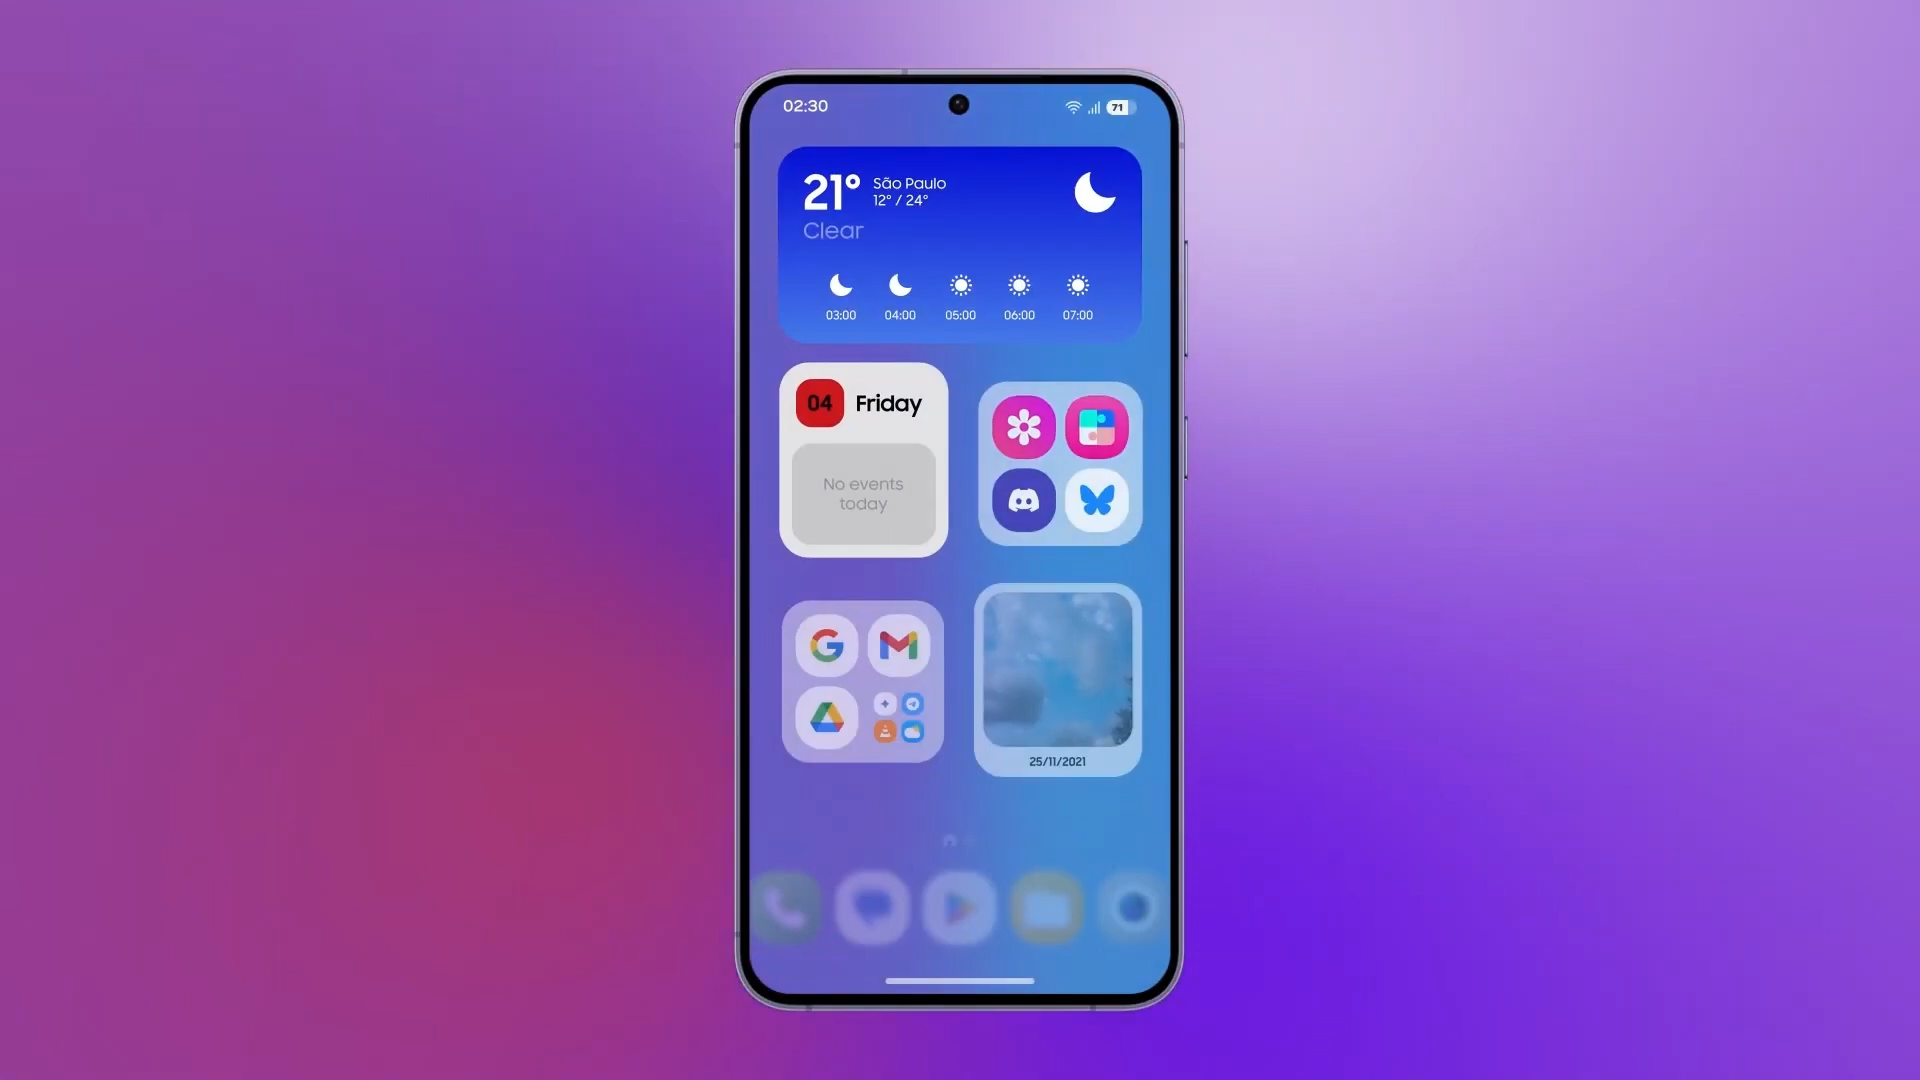 02:30
71
21°
São Paulo
12° / 24°
Clear
03:00 04:00 05:00 06:00 07:00
04 Friday
No events
today
25/11/2021